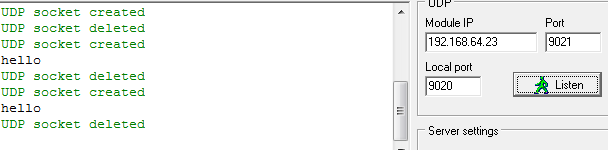 UDP socket created
UDP socket deleted
UDP socket created
hello
UDP socket deleted
UDP socket created
hello
UDP socket deleted
UDP
Module IP Port
192.168.64.23 9021
Local port
9020 Listen
Server settings